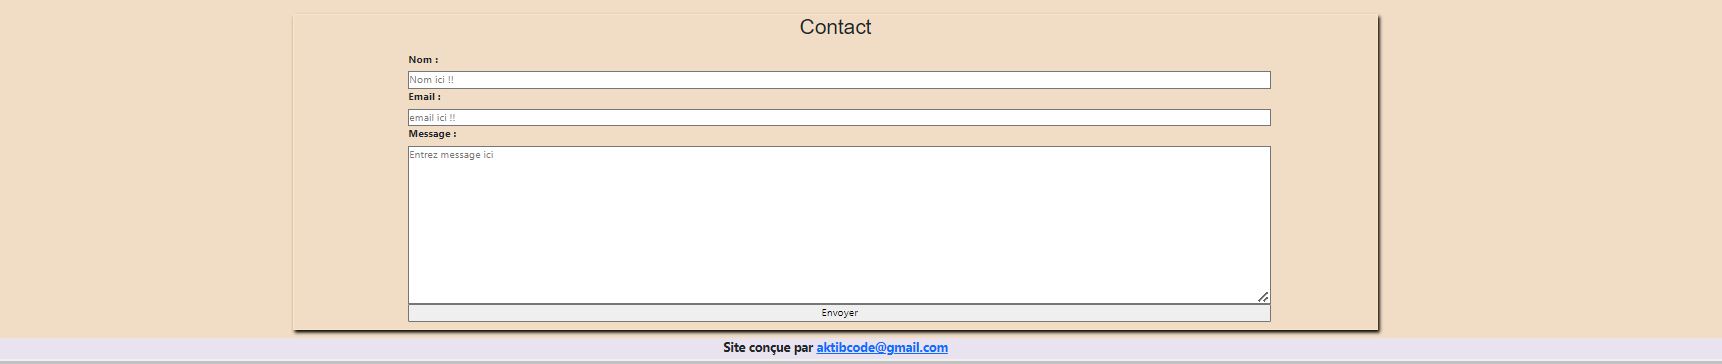 Contact
Nom :
Nom ici !!
Email :
email ici !!
Message :
Entrez message ici
Envoyer
Site conçue par aktibcode@gmail.com